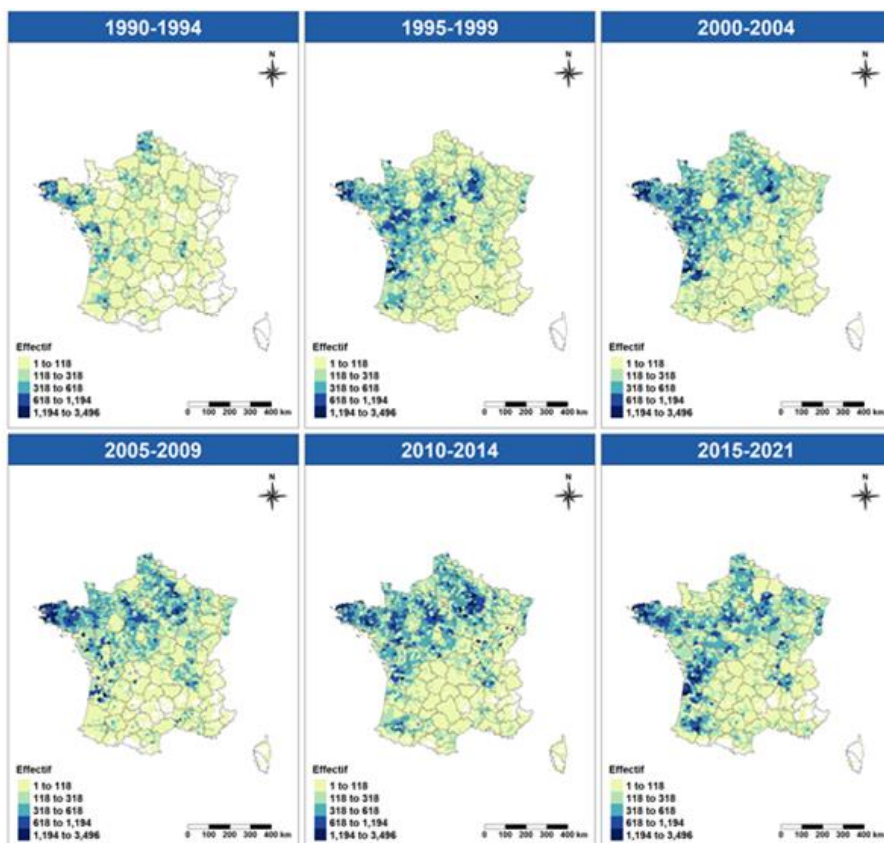 1990-1994
1995-1999
2000-2004
N
N
N
Effectif
1 to 118
118 to 318
318 to 618
618 to 1,194
1,194 to 3,496
0 100 200 300 400 km
Effectif
1 to 118
118 to 318
318 to 618
618 to 1,194
1,194 to 3,496
0 100 200 300 400 km
Effectif
1 to 118
118 to 318
318 to 618
618 to 1,194
1,194 to 3,496
0 100 200 300 400 km
2005-2009
2010-2014
2015-2021
N
N
N
Effectif
1 to 118
118 to 318
318 to 618
618 to 1,194
1,194 to 3,496
0 100 200 300 400 km
Effectif
1 to 118
118 to 318
318 to 618
618 to 1,194
1,194 to 3,496
0 100 200 300 400 km
Effectif
1 to 118
118 to 318
318 to 618
618 to 1,194
1,194 to 3,496
0 100 200 300 400 km